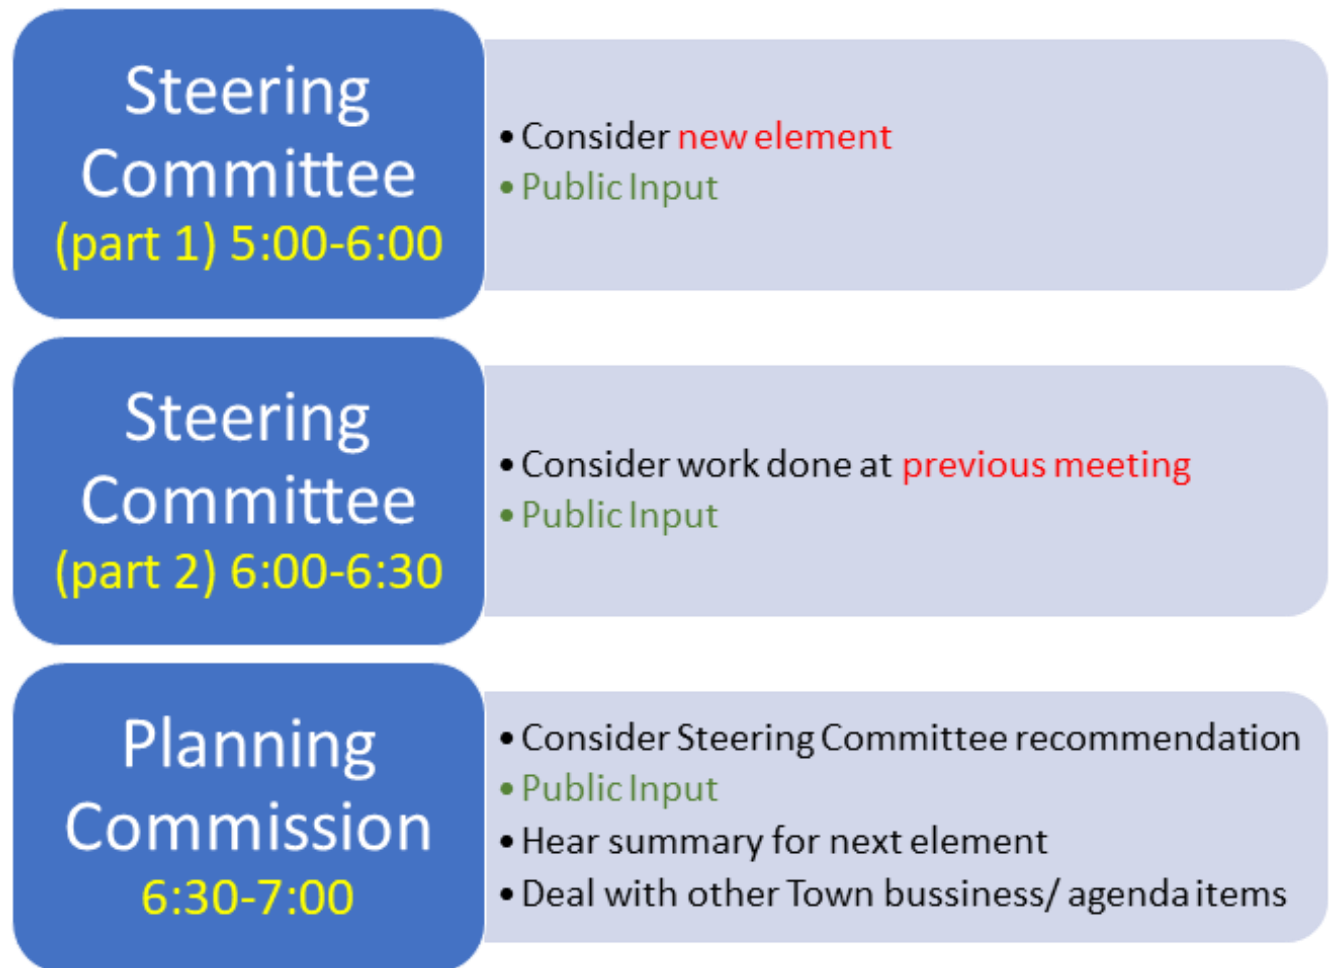 Steering
Committee
(part 1) 5:00-6:00
• Consider new element
• Public Input
Steering
Committee
(part 2) 6:00-6:30
• Consider work done at previous meeting
• Public Input
Planning
Commission
6:30-7:00
• Consider Steering Committee recommendation
• Public Input
• Hear summary for next element
• Deal with other Town bussiness/ agenda items